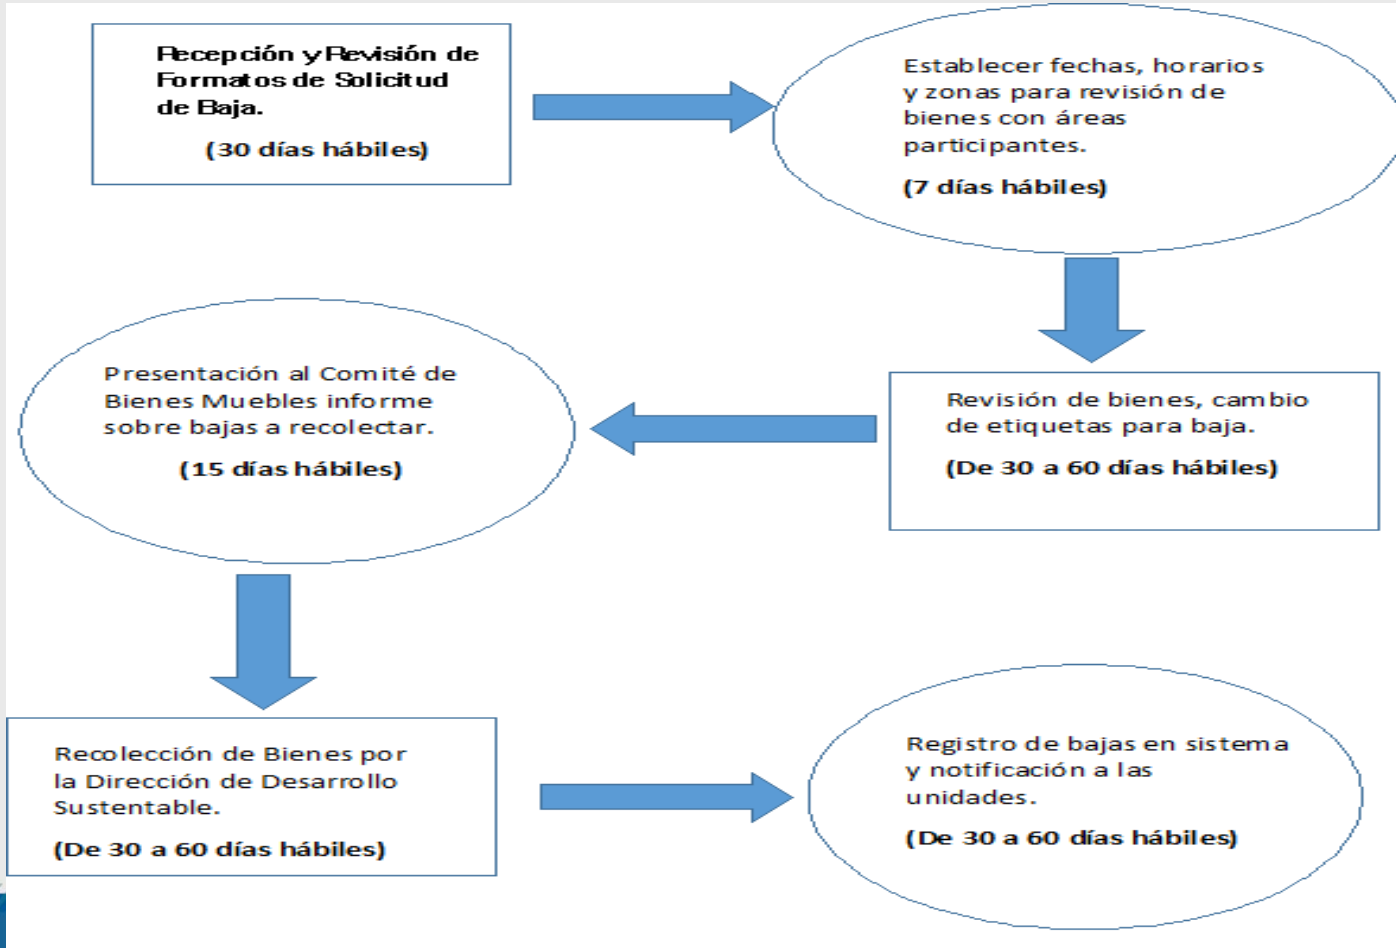 Recepción y Revisión de
Formatos de Solicitud
de Baja.
(30 días hábiles)
Establecer fechas, horarios
y zonas para revisión de
bienes con áreas
participantes.
(7 días hábiles)
Revisión de bienes, cambio
de etiquetas para baja.
(De 30 a 60 días hábiles)
Presentación al Comité de
Bienes Muebles informe
sobre bajas a recolectar.
(15 días hábiles)
Recolección de Bienes por
la Dirección de Desarrollo
Sustentable.
(De 30 a 60 días hábiles)
Registro de bajas en sistema
y notificación a las
unidades.
(De 30 a 60 días hábiles)